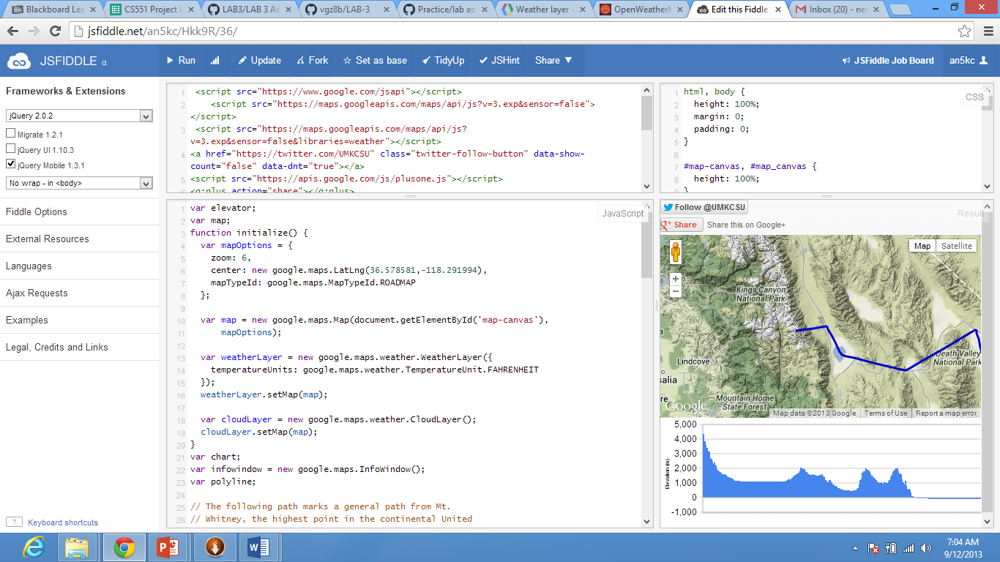 Blackboard Lea
CS551 Project
LAB3/LAB 3 As
vgz8b/LAB-3
Practice/lab as
Weather layer
OpenWeatherM
Edit this Fiddle
Inbox (20) - ne
jsfiddle.net/an5kc/Hkk9R/36/
JSFIDDLE α
Run
Update
Fork
Set as base
TidyUp
JSHint
Share
JSFiddle Job Board
an5kc
Frameworks & Extensions
jQuery 2.0.2
Migrate 1.2.1
jQuery UI 1.10.3
jQuery Mobile 1.3.1
No wrap - in <body>
Fiddle Options
External Resources
Languages
Ajax Requests
Examples
Legal, Credits and Links
? Keyboard shortcuts
1 <script src="https://www.google.com/jsapi"></script>
2 <script src="https://maps.googleapis.com/maps/api/js?v=3.exp&sensor=false">
</script>
3 <script src="https://maps.googleapis.com/maps/api/js?
v=3.exp&sensor=false&libraries=weather"></script>
4 <a href="https://twitter.com/UMKCSU" class="twitter-follow-button" data-show-
count="false" data-dnt="true"></a>
5 <script src="https://apis.google.com/js/plusone.js"></script>
6 <g:plus action="share"></g:plus>
CSS
1 html, body {
2 height: 100%;
3 margin: 0;
4 padding: 0;
5 }
6
7 #map-canvas, #map_canvas {
8 height: 100%;
9 }
JavaScript
1 var elevator;
2 var map;
3 function initialize() {
4 var mapOptions = {
5 zoom: 6,
6 center: new google.maps.LatLng(36.578581,-118.291994),
7 mapTypeId: google.maps.MapTypeId.ROADMAP
8 };
9
10 var map = new google.maps.Map(document.getElementById('map-canvas'),
11 mapOptions);
12
13 var weatherLayer = new google.maps.weather.WeatherLayer({
14 temperatureUnits: google.maps.weather.TemperatureUnit.FAHRENHEIT
15 });
16 weatherLayer.setMap(map);
17
18 var cloudLayer = new google.maps.weather.CloudLayer();
19 cloudLayer.setMap(map);
20 }
21 var chart;
22 var infowindow = new google.maps.InfoWindow();
23 var polyline;
24
25 // The following path marks a general path from Mt.
26 // Whitney, the highest point in the continental United
Result
Follow @UMKCSU
g+ Share Share this on Google+
Map Satellite
+
−
Kings Canyon
National Park
Lindcove
salia
re
Death Valley
National Park
Mountain Home
State Forest
Google
Map data ©2013 Google
Terms of Use
Report a map error
5,000
4,000
3,000
2,000
1,000
0
-1,000
Elevation (m)
7:04 AM
9/12/2013